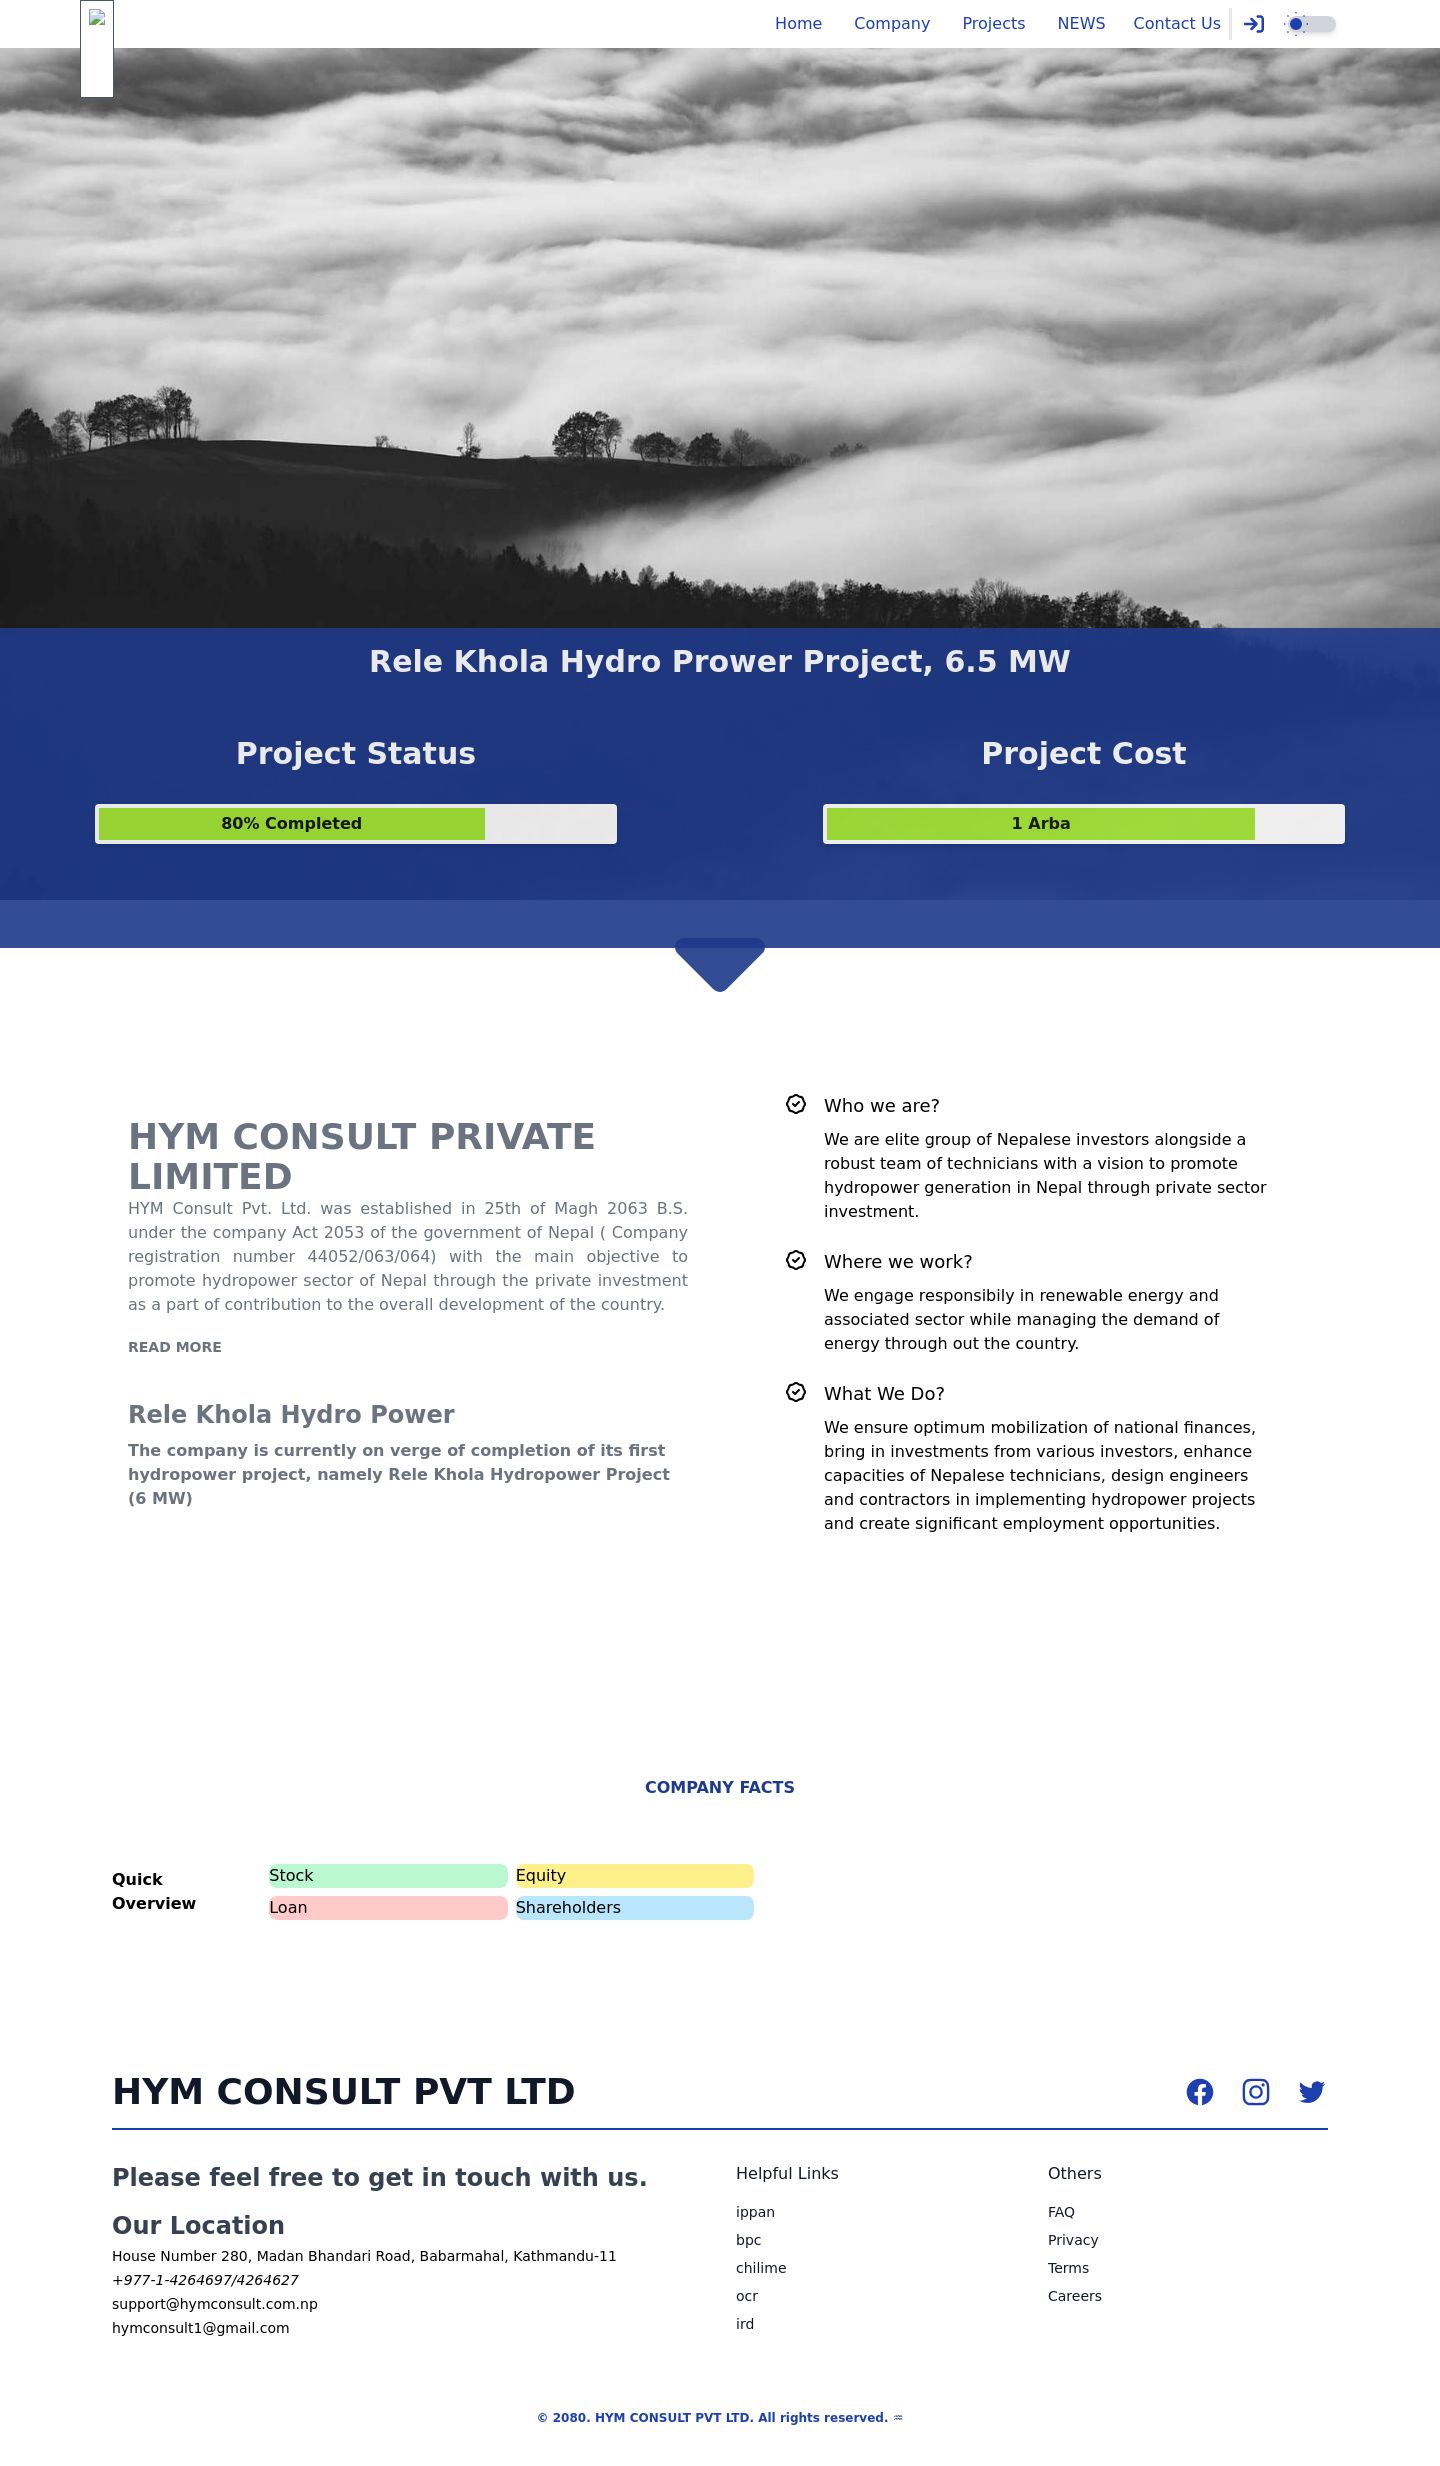 Home Company Projects NEWS Contact Us
Rele Khola Hydro Prower Project, 6.5 MW
Project Status
80% Completed
Project Cost
1 Arba
HYM CONSULT PRIVATE
LIMITED
HYM Consult Pvt. Ltd. was established in 25th of Magh 2063 B.S.
under the company Act 2053 of the government of Nepal ( Company
registration number 44052/063/064) with the main objective to
promote hydropower sector of Nepal through the private investment
as a part of contribution to the overall development of the country.
READ MORE
Rele Khola Hydro Power
The company is currently on verge of completion of its first
hydropower project, namely Rele Khola Hydropower Project
(6 MW)
Who we are?
We are elite group of Nepalese investors alongside a
robust team of technicians with a vision to promote
hydropower generation in Nepal through private sector
investment.
Where we work?
We engage responsibily in renewable energy and
associated sector while managing the demand of
energy through out the country.
What We Do?
We ensure optimum mobilization of national finances,
bring in investments from various investors, enhance
capacities of Nepalese technicians, design engineers
and contractors in implementing hydropower projects
and create significant employment opportunities.
COMPANY FACTS
Quick
Overview
Stock
Equity
Loan
Shareholders
HYM CONSULT PVT LTD
Please feel free to get in touch with us.
Our Location
House Number 280, Madan Bhandari Road, Babarmahal, Kathmandu-11
+977-1-4264697/4264627
support@hymconsult.com.np
hymconsult1@gmail.com
Helpful Links
ippan
bpc
chilime
ocr
ird
Others
FAQ
Privacy
Terms
Careers
© 2080. HYM CONSULT PVT LTD. All rights reserved. ♒